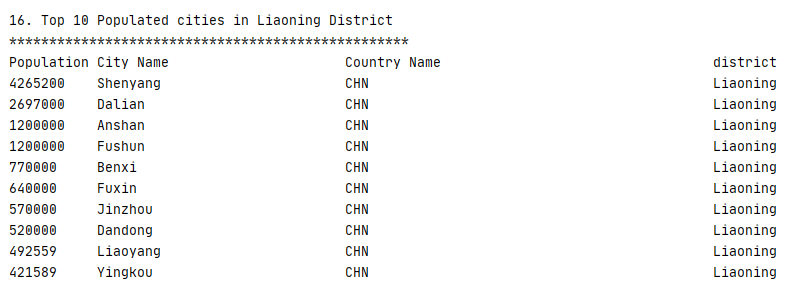 16. Top 10 Populated cities in Liaoning District
**************************************************
Population City Name                      Country Name                                  district
4265200    Shenyang                       CHN                                           Liaoning
2697000    Dalian                         CHN                                           Liaoning
1200000    Anshan                         CHN                                           Liaoning
1200000    Fushun                         CHN                                           Liaoning
770000     Benxi                          CHN                                           Liaoning
640000     Fuxin                          CHN                                           Liaoning
570000     Jinzhou                        CHN                                           Liaoning
520000     Dandong                        CHN                                           Liaoning
492559     Liaoyang                       CHN                                           Liaoning
421589     Yingkou                        CHN                                           Liaoning